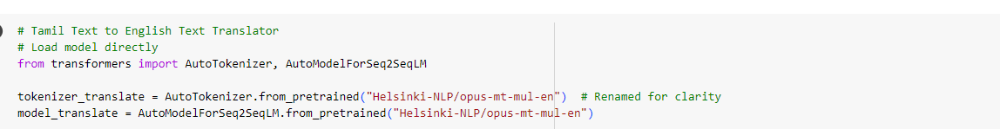 # Tamil Text to English Text Translator
# Load model directly
from transformers import AutoTokenizer, AutoModelForSeq2SeqLM
tokenizer_translate = AutoTokenizer.from_pretrained("Helsinki-NLP/opus-mt-mul-en")  # Renamed for clarity
model_translate = AutoModelForSeq2SeqLM.from_pretrained("Helsinki-NLP/opus-mt-mul-en")